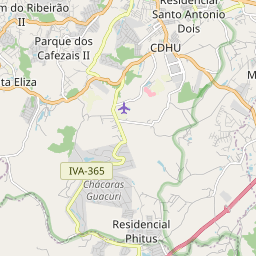 m do Ribeirão
II
Residencial
Santo Antonio
Dois
Parque dos
Cafezais II
CDHU
ta Eliza
M
IVA-365
Chácaras
Guacuri
Residencial
Phitus